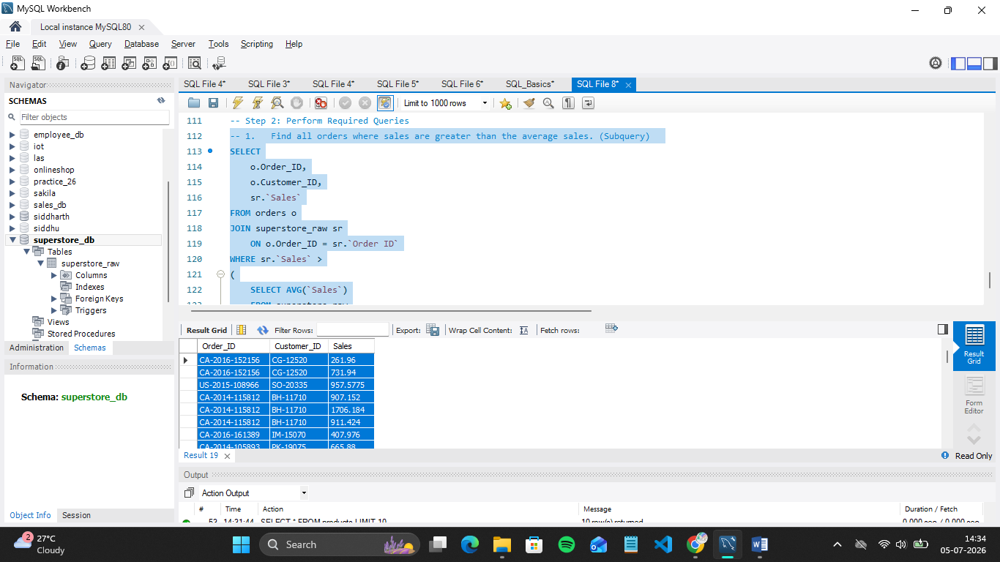 MySQL Workbench
Local instance MySQL80
File Edit View Query Database Server Tools Scripting Help
Navigator
SCHEMAS
Filter objects
employee_db
iot
las
onlineshop
practice_26
sakila
sales_db
siddharth
siddhu
superstore_db
Tables
superstore_raw
Columns
Indexes
Foreign Keys
Triggers
Views
Stored Procedures
Administration Schemas
Information
Schema: superstore_db
Object Info Session
SQL File 4* SQL File 3* SQL File 4* SQL File 5* SQL File 6* SQL_Basics* SQL File 8*
Limit to 1000 rows
111 -- Step 2: Perform Required Queries
112 -- 1. Find all orders where sales are greater than the average sales. (Subquery)
113 SELECT
114 o.Order_ID,
115 o.Customer_ID,
116 sr.`Sales`
117 FROM orders o
118 JOIN superstore_raw sr
119 ON o.Order_ID = sr.`Order ID`
120 WHERE sr.`Sales` >
121 (
122 SELECT AVG(`Sales`)
123 FROM superstore_raw
Result Grid Filter Rows: Export: Wrap Cell Content: Fetch rows:
Order_ID Customer_ID Sales
CA-2016-152156 CG-12520 261.96
CA-2016-152156 CG-12520 731.94
US-2015-108966 SO-20335 957.5775
CA-2014-115812 BH-11710 907.152
CA-2014-115812 BH-11710 1706.184
CA-2014-115812 BH-11710 911.424
CA-2016-161389 IM-15070 407.976
CA-2014-105893 PK-19075 665.88
Result Grid
Form Editor
Result 19
Read Only
Output
Action Output
# Time Action Message Duration / Fetch
53 14:31:44 SELECT * FROM products LIMIT 10 10 row(s) returned 0.000 sec / 0.000 sec
2
27°C
Cloudy
Search
14:34
05-07-2026